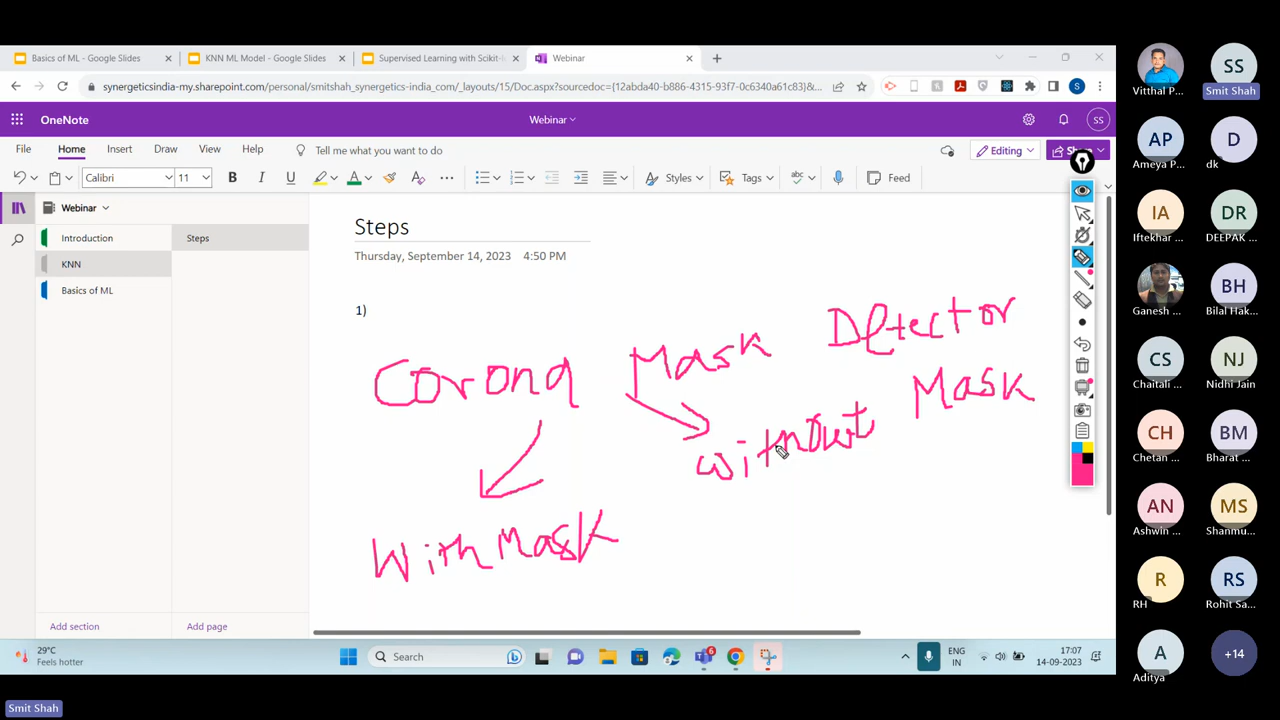 Basics of ML - Google Slides
KNN ML Model - Google Slides
Supervised Learning with Scikit-l
Webinar
synergeticsindia-my.sharepoint.com/personal/smitshah_synergetics-india_com/_layouts/15/Doc.aspx?sourcedoc={12abda40-b886-4315-93f7-0c6340a61c83}&...
OneNote
Webinar
SS
File Home Insert Draw View Help Tell me what you want to do
Editing
Calibri 11 B I U
Styles Tags abc Feed
Webinar
Introduction
KNN
Basics of ML
Steps
Add section
Add page
Steps
Thursday, September 14, 2023 4:50 PM
1)
Corona Mask Detector
With Mask
Without Mask
29°C
Feels hotter
Search
6
ENG
IN
17:07
14-09-2023
Vitthal P...
SS
Smit Shah
AP
Ameya P...
D
dk
IA
Iftekhar ...
DR
DEEPAK ...
Ganesh ...
BH
Bilal Hak...
CS
Chaitali ...
NJ
Nidhi Jain
CH
Chetan ...
BM
Bharat ...
AN
Ashwin ...
MS
Shanmu...
R
RH
RS
Rohit Sa...
A
Aditya
+14
Smit Shah